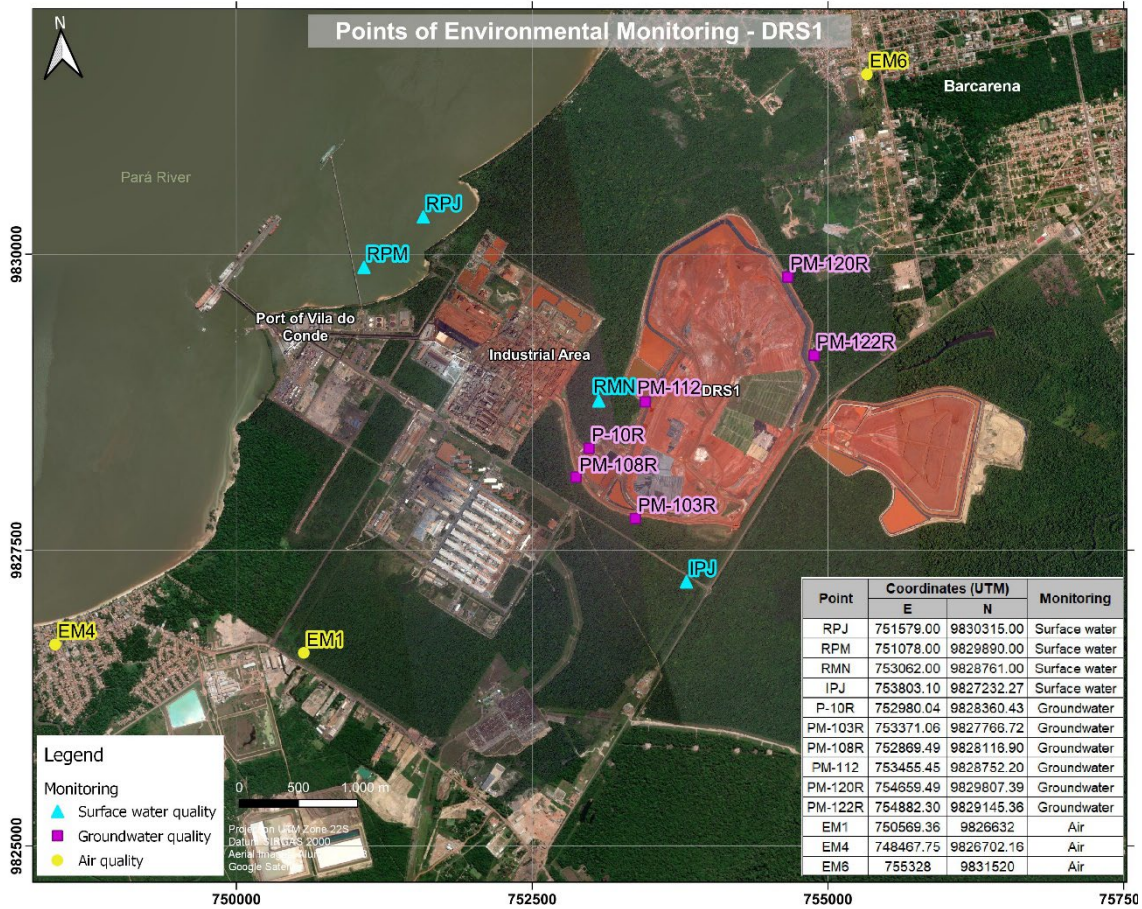 Points of Environmental Monitoring - DRS1
N
EM6
Barcarena
Pará River
RPJ
RPM
PM-120R
Port of Vila do
Conde
Industrial Area
PM-122R
RMN
PM-112
DRS1
P-10R
PM-108R
PM-103R
IPJ
EM4
EM1
9830000
9827500
9825000
Point Coordinates (UTM) Monitoring
E N
RPJ 751579.00 9830315.00 Surface water
RPM 751078.00 9829890.00 Surface water
RMN 753062.00 9828761.00 Surface water
IPJ 753803.10 9827232.27 Surface water
P-10R 752980.04 9828360.43 Groundwater
PM-103R 753371.06 9827766.72 Groundwater
PM-108R 752869.49 9828116.90 Groundwater
PM-112 753455.45 9828752.20 Groundwater
PM-120R 754659.49 9829807.39 Groundwater
PM-122R 754882.30 9829145.36 Groundwater
EM1 750569.36 9826632 Air
EM4 748467.75 9826702.16 Air
EM6 755328 9831520 Air
Legend
Monitoring
Surface water quality
Groundwater quality
Air quality
0 500 1.000 m
Projection UTM Zone 22S
Datum SIRGAS 2000
Aerial
Google
750000 752500 755000 75750